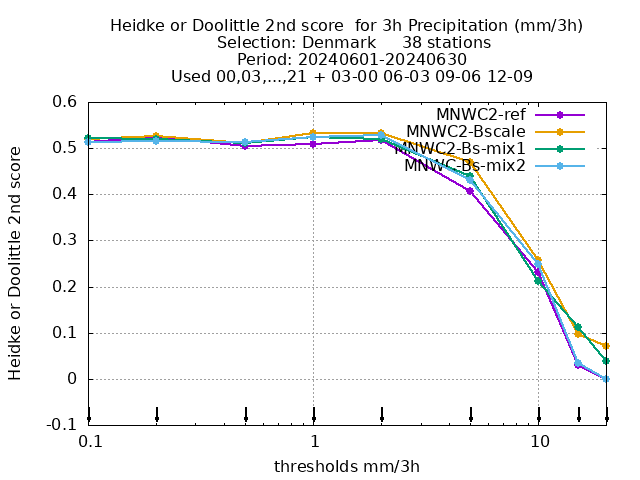 Heidke or Doolittle 2nd score  for 3h Precipitation (mm/3h)
Selection: Denmark     38 stations
Period: 20240601-20240630
Used 00,03,...,21 + 03-00 06-03 09-06 12-09
MNWC2-ref
MNWC2-Bscale
MNWC2-Bs-mix1
MNWC-Bs-mix2
0.6
0.5
0.4
0.3
0.2
0.1
0
-0.1
Heidke or Doolittle 2nd score
0.1 1 10
thresholds mm/3h